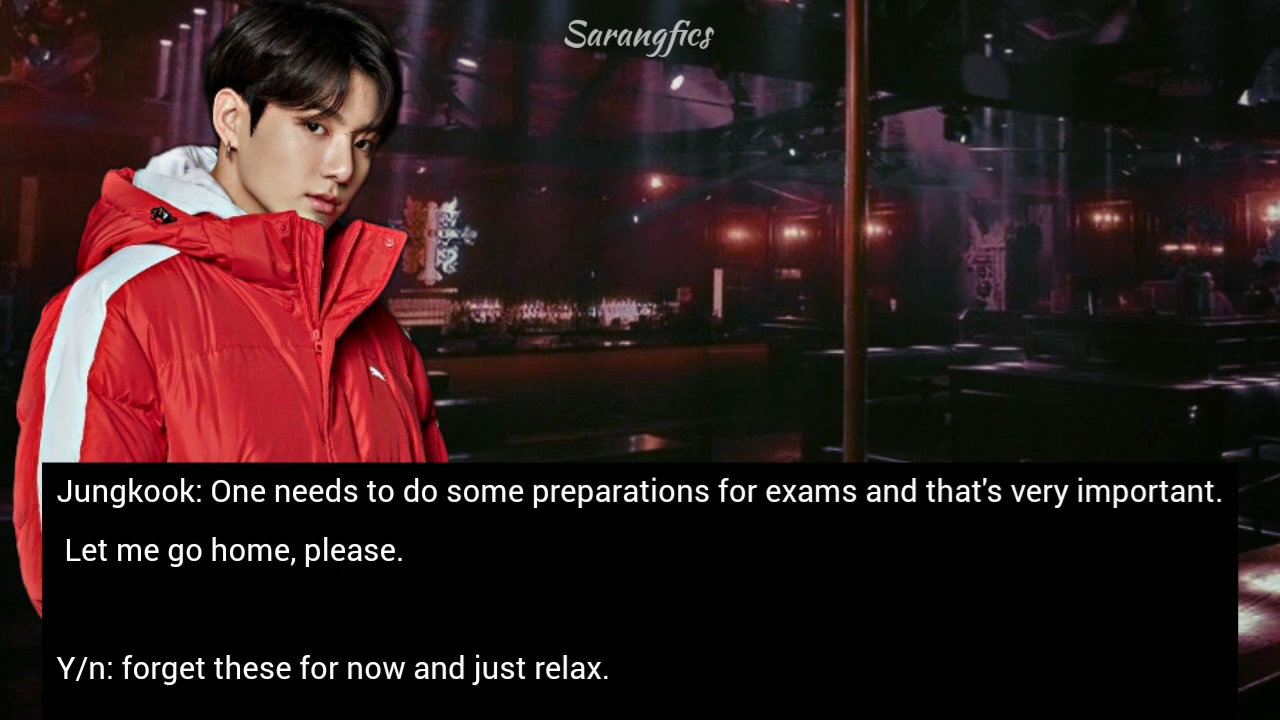 Sarangfics
Jungkook: One needs to do some preparations for exams and that's very important.
Let me go home, please.
Y/n: forget these for now and just relax.